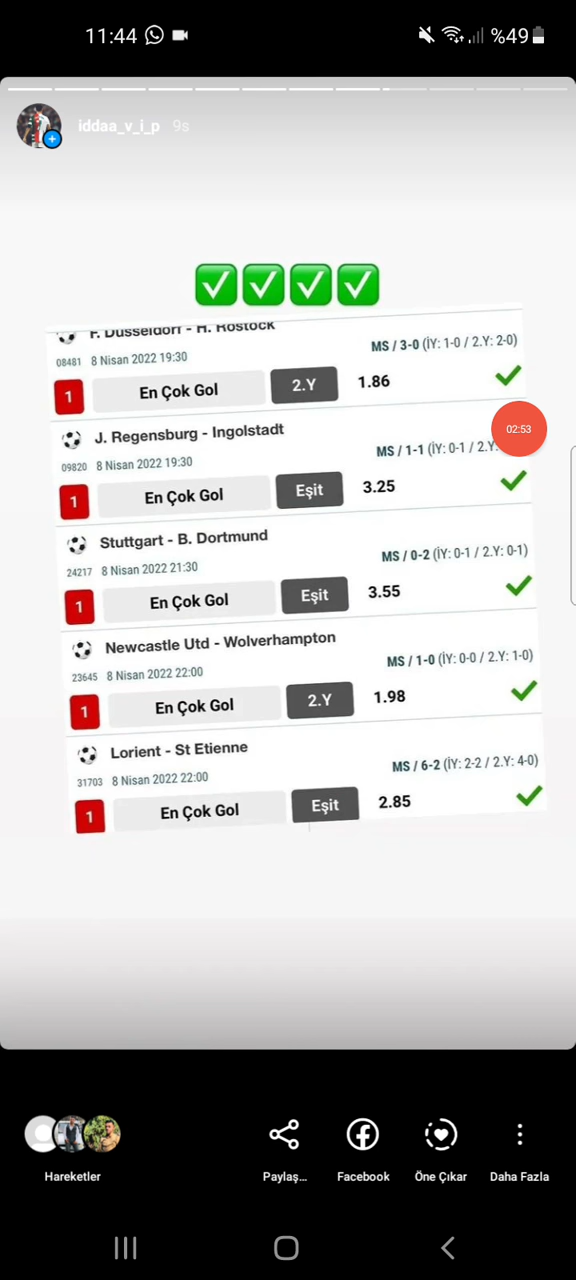 11:44
%49
iddaa_v_i_p 9s
F. Düsseldorf - H. Rostock
MS / 3-0 (İY: 1-0 / 2.Y: 2-0)
08481 8 Nisan 2022 19:30
1 En Çok Gol 2.Y 1.86
02:53
J. Regensburg - Ingolstadt
MS / 1-1 (İY: 0-1 / 2.Y:
09820 8 Nisan 2022 19:30
1 En Çok Gol Eşit 3.25
Stuttgart - B. Dortmund
MS / 0-2 (İY: 0-1 / 2.Y: 0-1)
24217 8 Nisan 2022 21:30
1 En Çok Gol Eşit 3.55
Newcastle Utd - Wolverhampton
MS / 1-0 (İY: 0-0 / 2.Y: 1-0)
23645 8 Nisan 2022 22:00
1 En Çok Gol 2.Y 1.98
Lorient - St Etienne
MS / 6-2 (İY: 2-2 / 2.Y: 4-0)
31703 8 Nisan 2022 22:00
1 En Çok Gol Eşit 2.85
Hareketler Paylaş... Facebook Öne Çıkar Daha Fazla